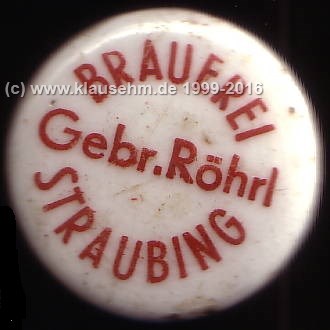 BRAUEREI
(c) www.klausehm.de 1999-2016
Gebr. Röhrl
STRAUBING